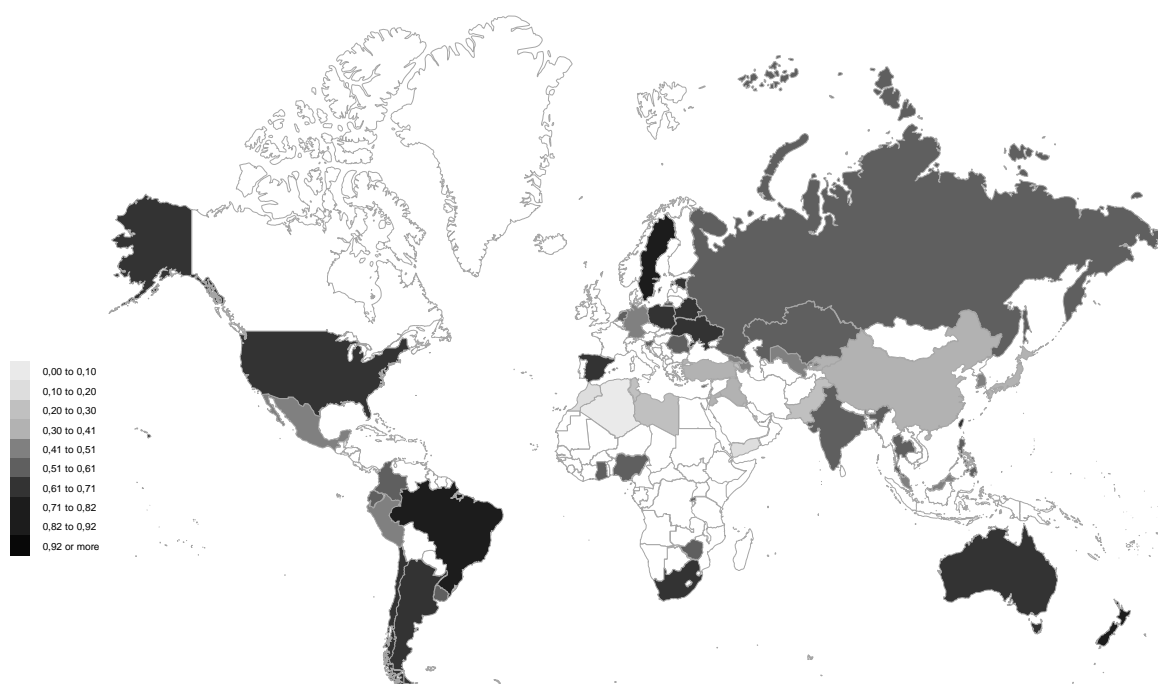 0,00 to 0,10
0,10 to 0,20
0,20 to 0,30
0,30 to 0,41
0,41 to 0,51
0,51 to 0,61
0,61 to 0,71
0,71 to 0,82
0,82 to 0,92
0,92 or more